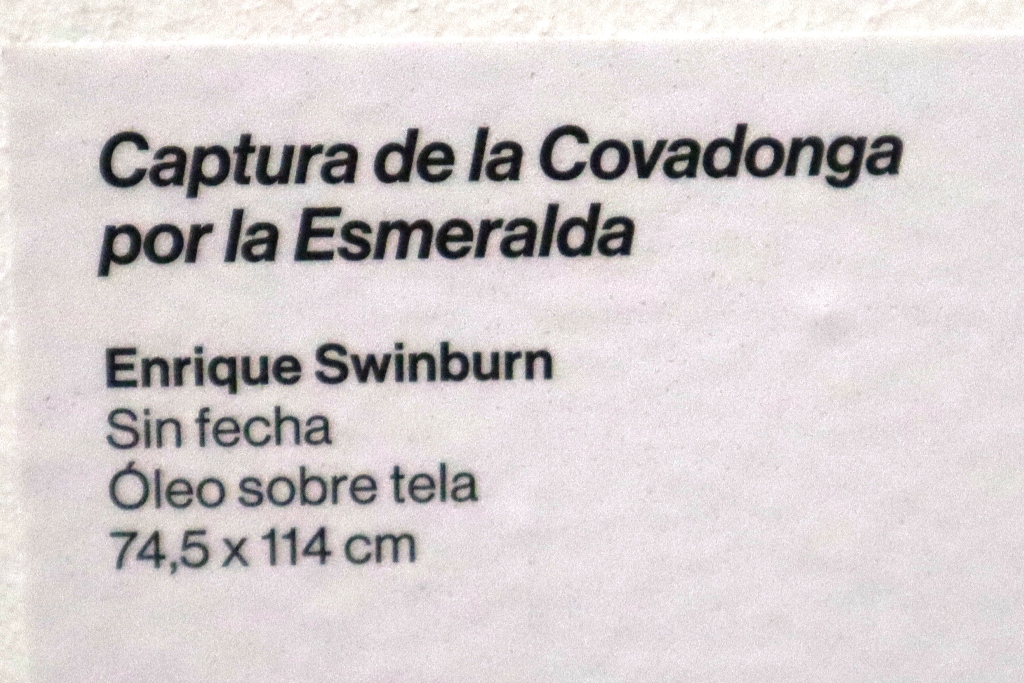 Captura de la Covadonga
por la Esmeralda
Enrique Swinburn
Sin fecha
Óleo sobre tela
74,5 x 114 cm